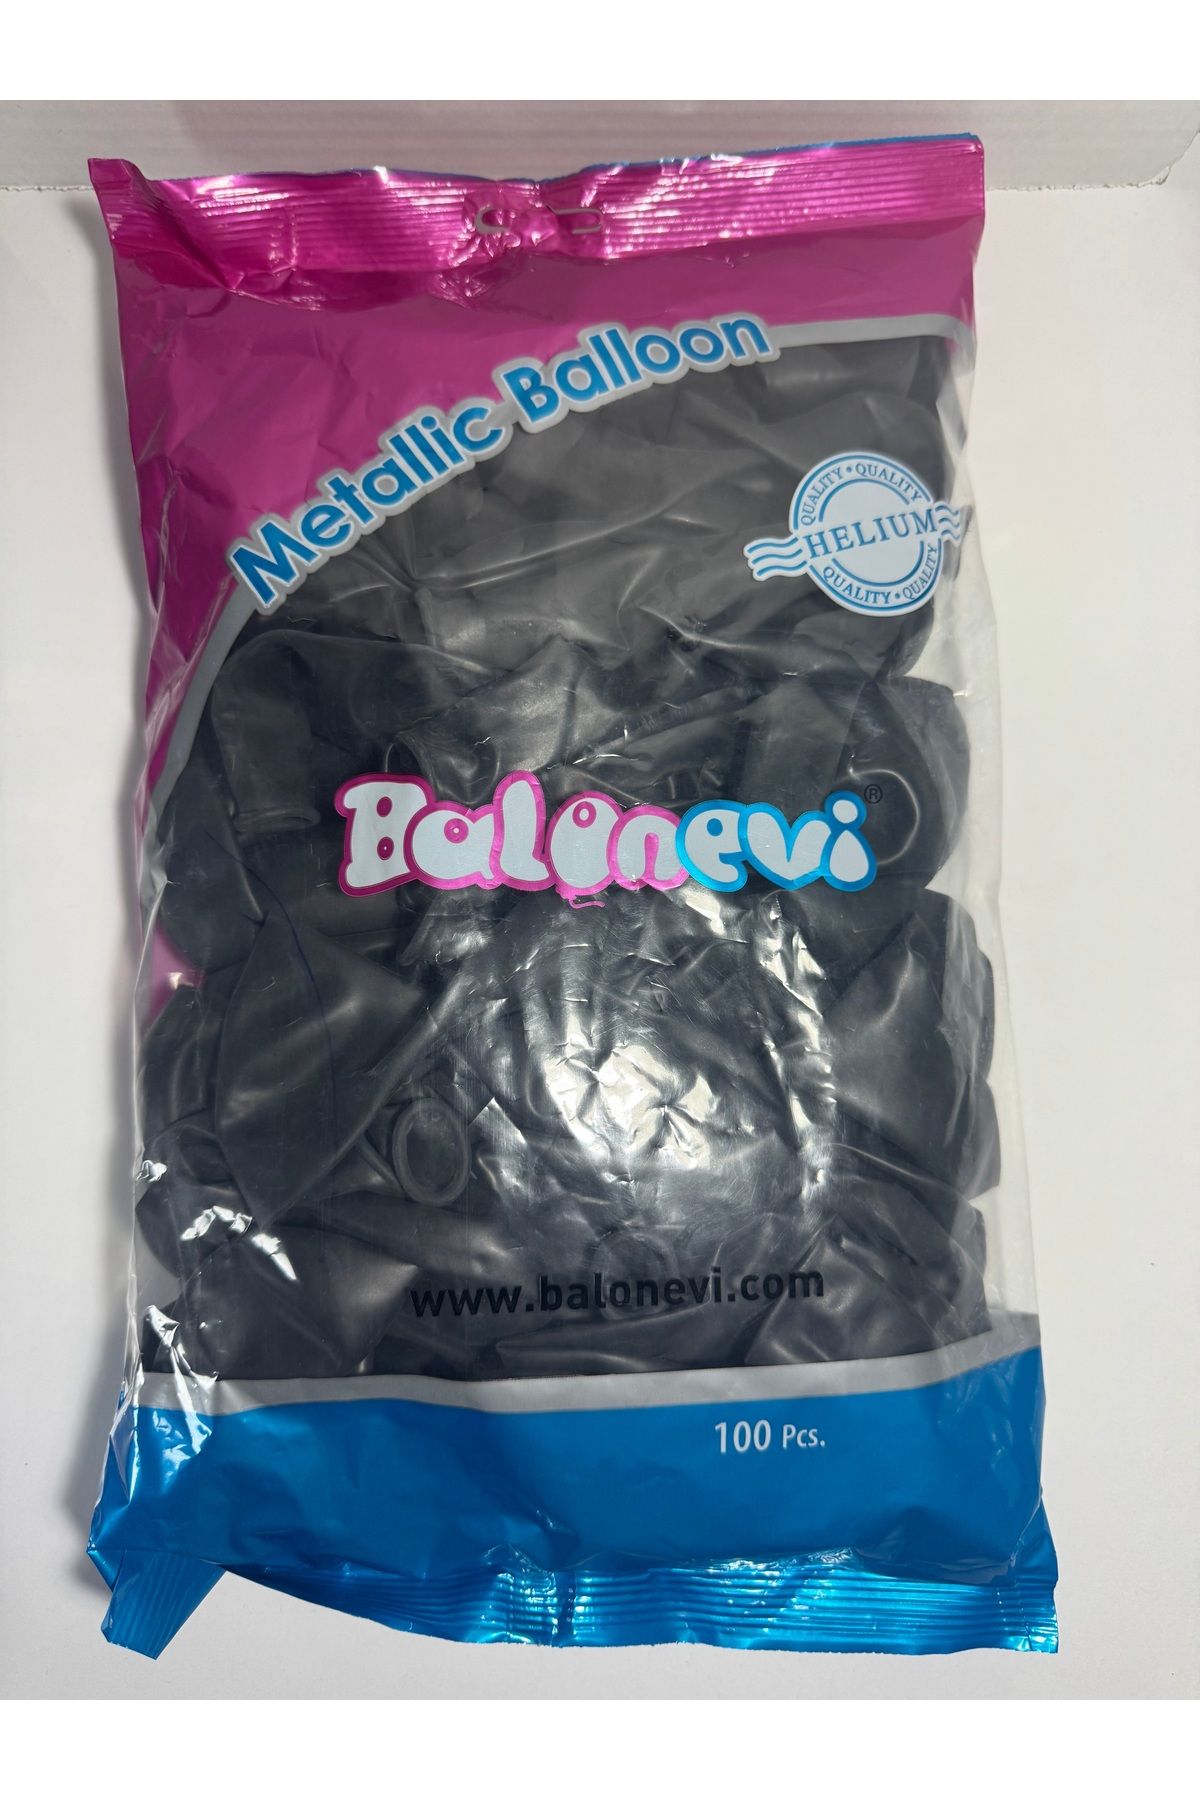 Metallic Balloon
QUALITY • QUALITY
HELIUM
QUALITY • QUALITY
Balonevi®
www.balonevi.com
100 Pcs.